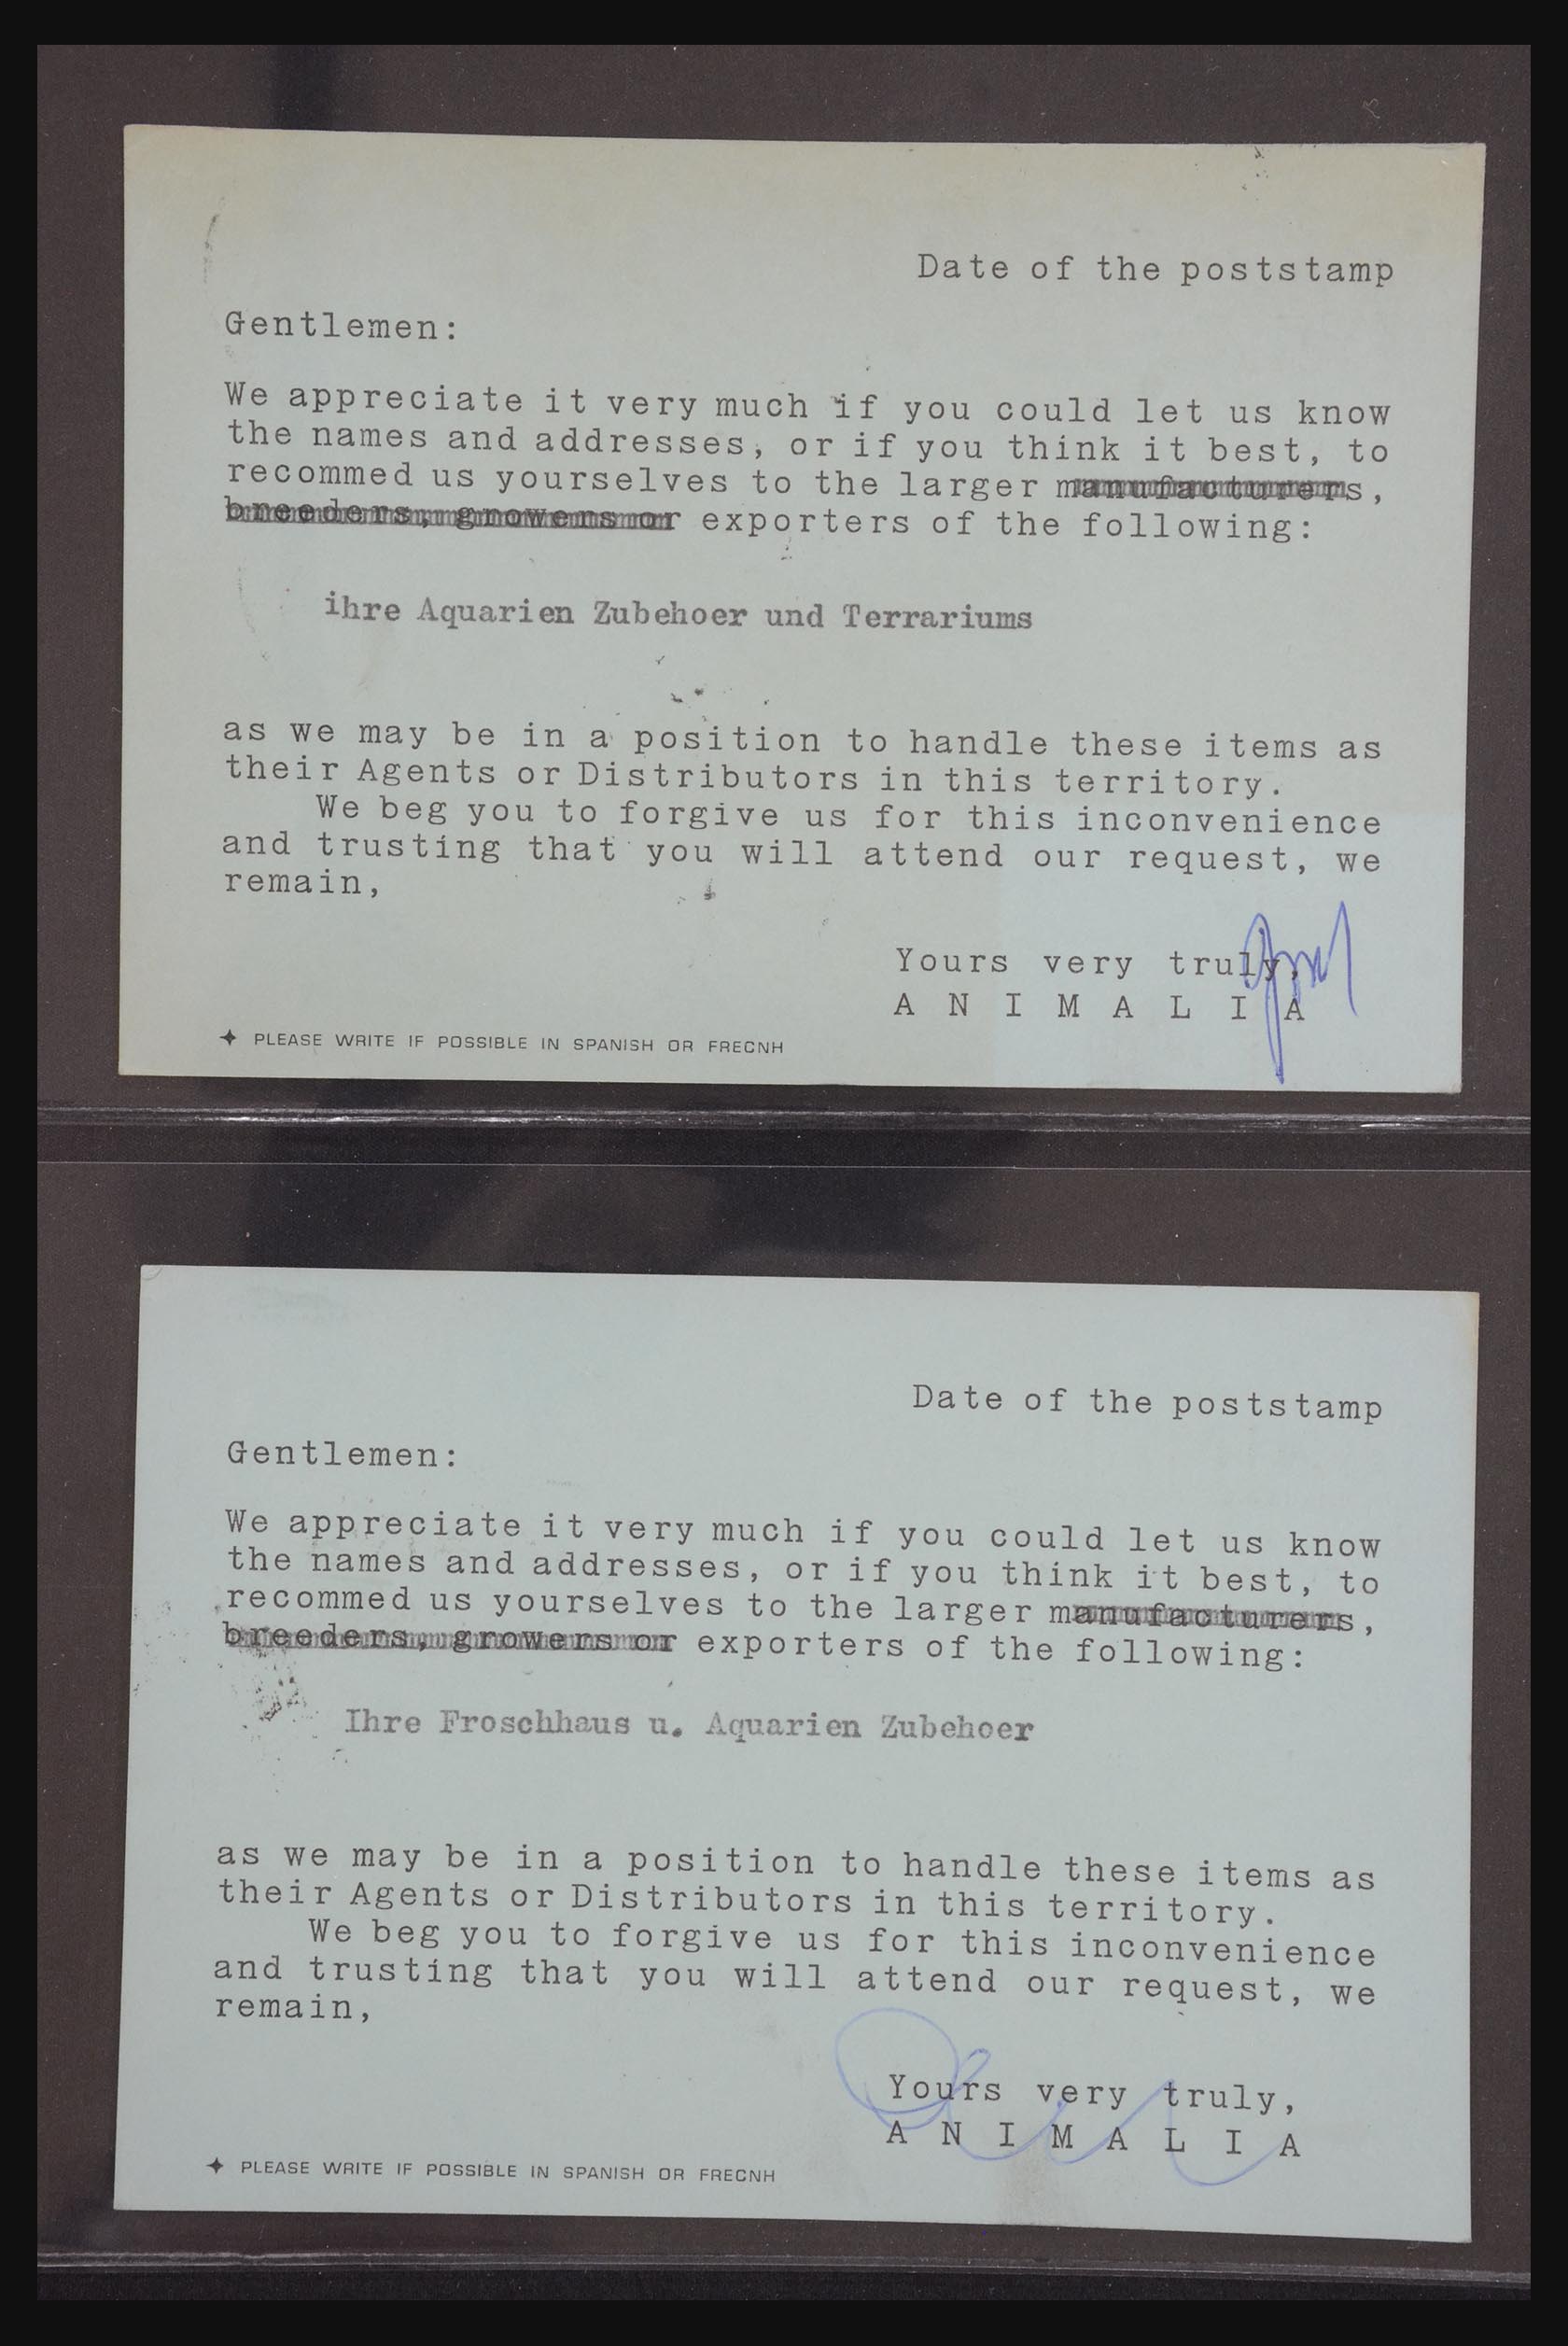 Date of the poststamp
Gentlemen:
We appreciate it very much if you could let us know
the names and addresses, or if you think it best, to
recommed us yourselves to the larger manufacturers,
breeders, growers or exporters of the following:
ihre Aquarien Zubehoer und Terrariums
as we may be in a position to handle these items as
their Agents or Distributors in this territory.
We beg you to forgive us for this inconvenience
and trusting that you will attend our request, we
remain,
Yours very truly,
A N I M A L I A
✦ PLEASE WRITE IF POSSIBLE IN SPANISH OR FRECNH
Date of the poststamp
Gentlemen:
We appreciate it very much if you could let us know
the names and addresses, or if you think it best, to
recommed us yourselves to the larger manufacturers,
breeders, growers or exporters of the following:
Ihre Froschhaus u. Aquarien Zubehoer
as we may be in a position to handle these items as
their Agents or Distributors in this territory.
We beg you to forgive us for this inconvenience
and trusting that you will attend our request, we
remain,
Yours very truly,
A N I M A L I A
✦ PLEASE WRITE IF POSSIBLE IN SPANISH OR FRECNH